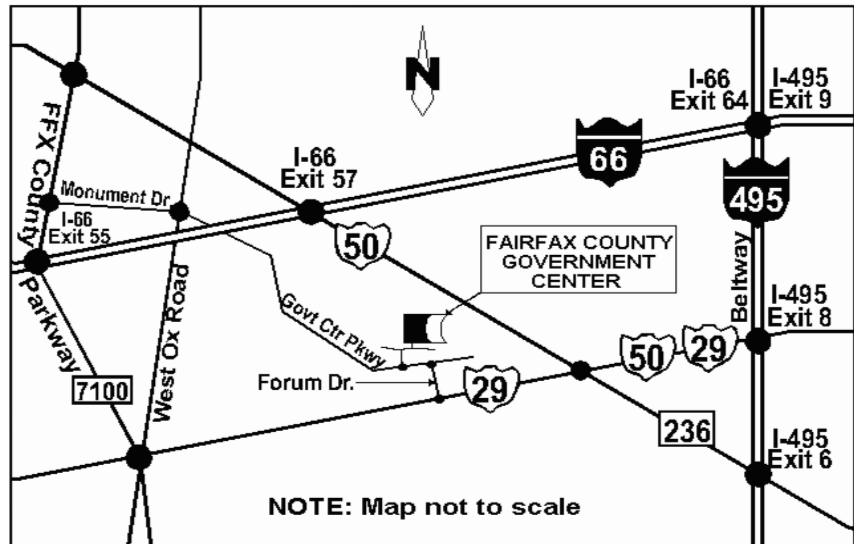 N
I-66
Exit 64
I-495
Exit 9
FFX County
Parkway
I-66
Exit 57
66
495
Monument Dr
I-66
Exit 55
50
FAIRFAX COUNTY
GOVERNMENT
CENTER
Beltway
I-495
Exit 8
West Ox Road
Govt Ctr Pkwy
50
29
Forum Dr.
29
7100
236
I-495
Exit 6
NOTE: Map not to scale